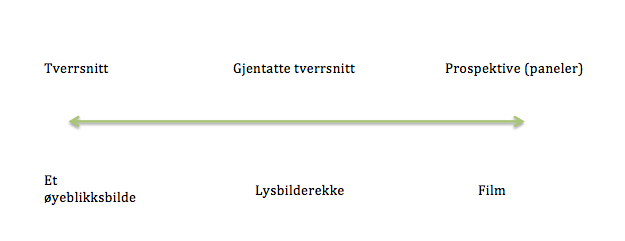 Tverrsnitt
Gjentatte tverrsnitt
Prospektive (paneler)
Et
øyeblikksbilde
Lysbilderekke
Film